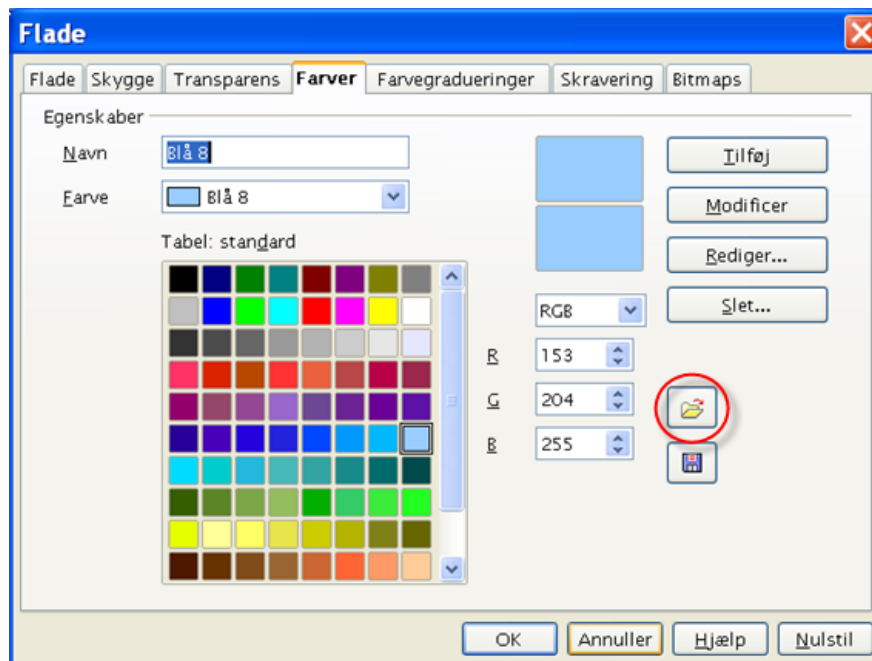 Flade
Flade Skygge Transparens Farver Farvegradueringer Skravering Bitmaps
Egenskaber
Navn Blå 8 Tilføj
Farve Blå 8 Modificer
Tabel: standard Rediger...
RGB Slet...
R 153
G 204
B 255
OK Annuller Hjælp Nulstil